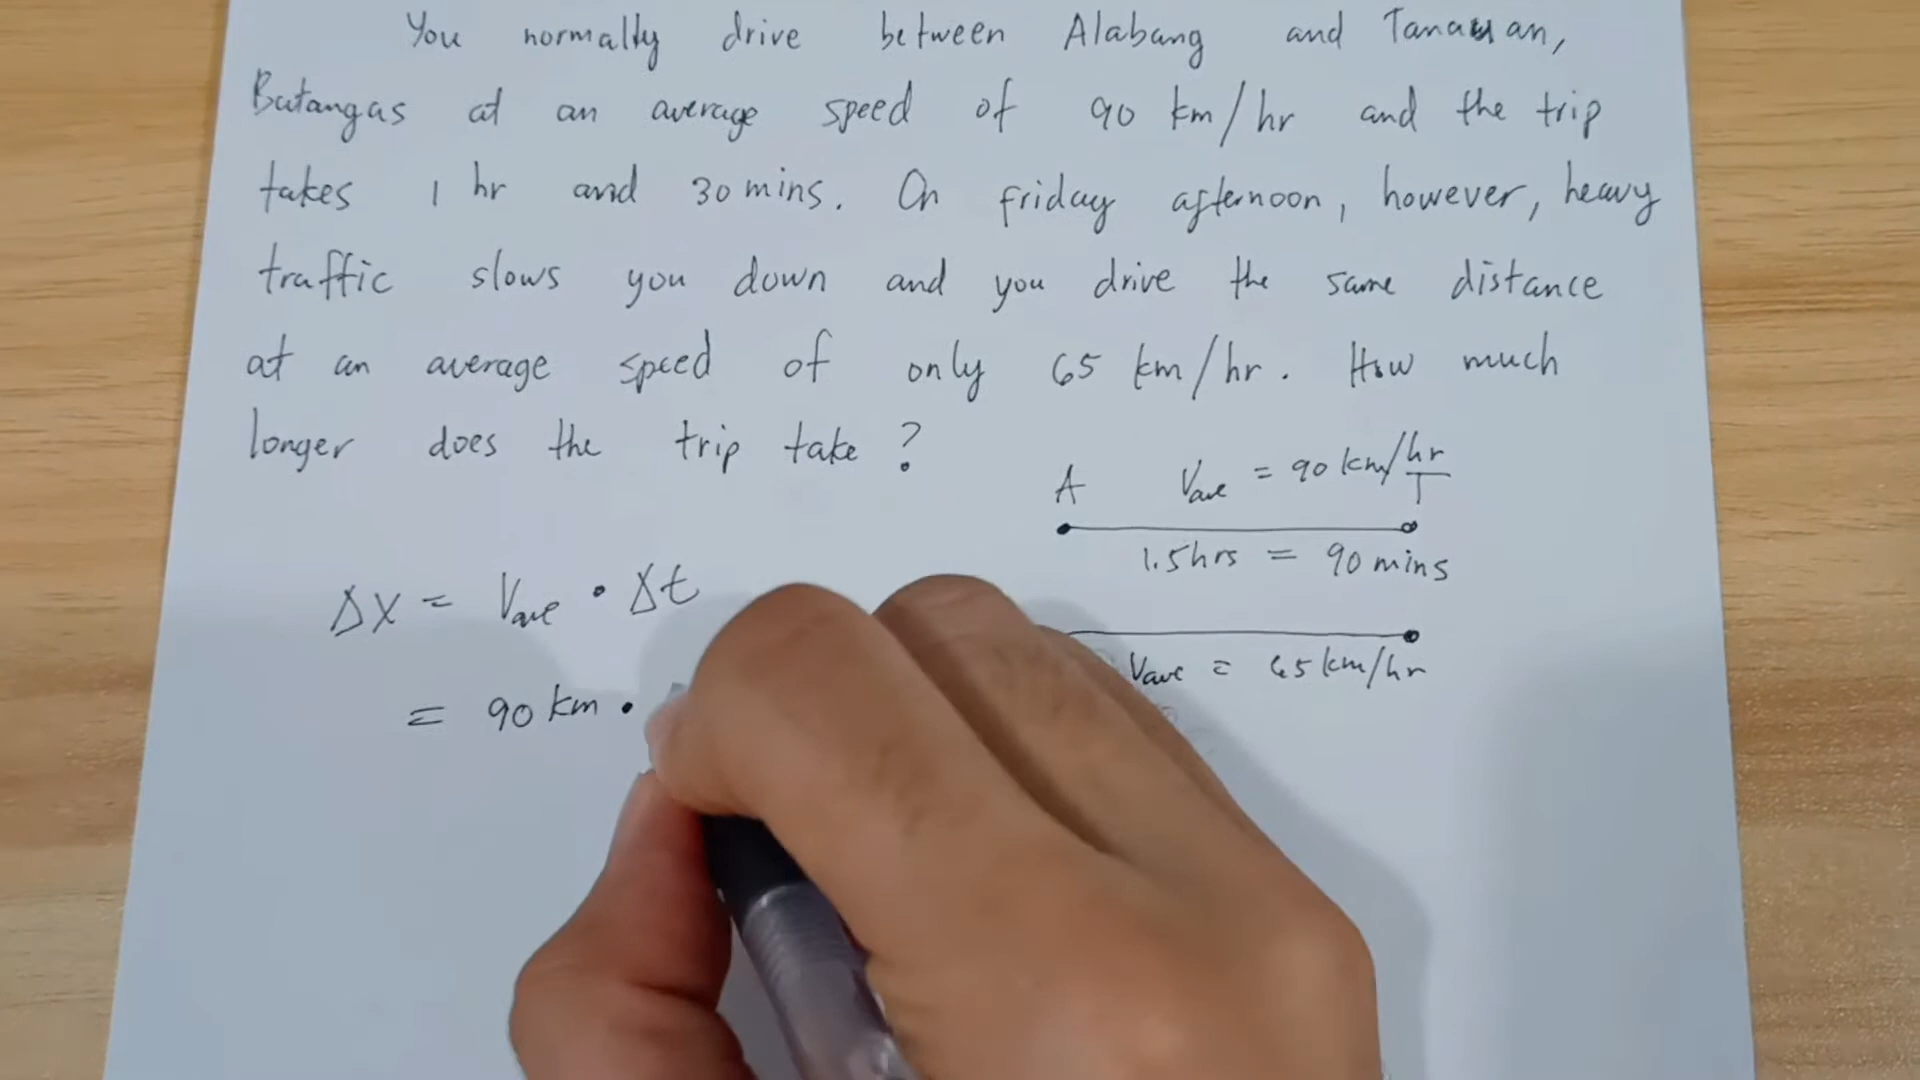 You normally drive between Alabang and Tanauan,
Batangas at an average speed of 90 km/hr and the trip
takes 1 hr and 30 mins. On friday afternoon, however, heavy
traffic slows you down and you drive the same distance
at an average speed of only 65 km/hr. How much
longer does the trip take?
A Vave = 90 km/hr T
1.5hrs = 90 mins
Δx = Vave · Δt
Vave = 65 km/hr
= 90 km ·